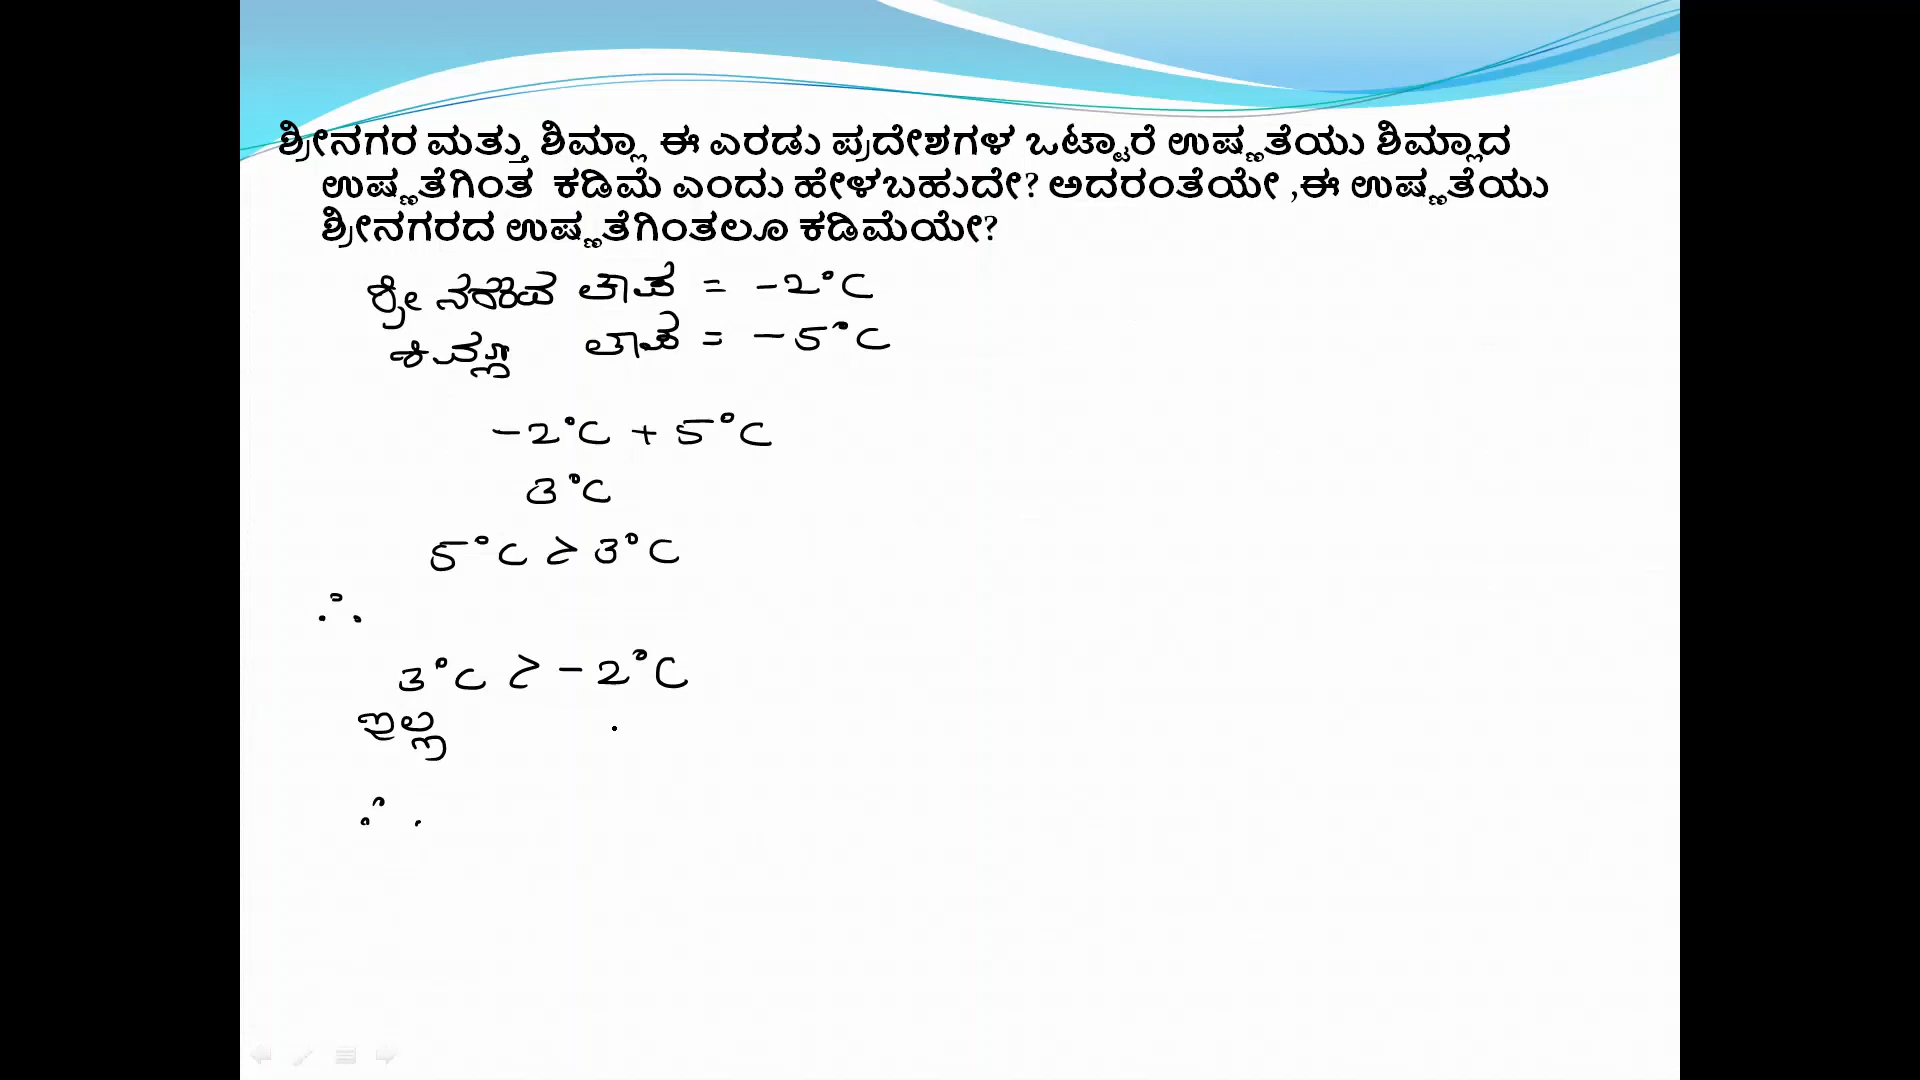 ಶ್ರೀನಗರ ಮತ್ತು ಶಿಮ್ಲಾ ಈ ಎರಡು ಪ್ರದೇಶಗಳ ಒಟ್ಟಾರೆ ಉಷ್ಣತೆಯು ಶಿಮ್ಲಾದ
ಉಷ್ಣತೆಗಿಂತ ಕಡಿಮೆ ಎಂದು ಹೇಳಬಹುದೇ? ಅದರಂತೆಯೇ ,ಈ ಉಷ್ಣತೆಯು
ಶ್ರೀನಗರದ ಉಷ್ಣತೆಗಿಂತಲೂ ಕಡಿಮೆಯೇ?
ತಾಪ = -2°C
ತಾಪ = -5°C
-2°C + 5°C
3°C
5°C > 3°C
∴
3°C > -2°C
ಇಲ್ಲ
∴